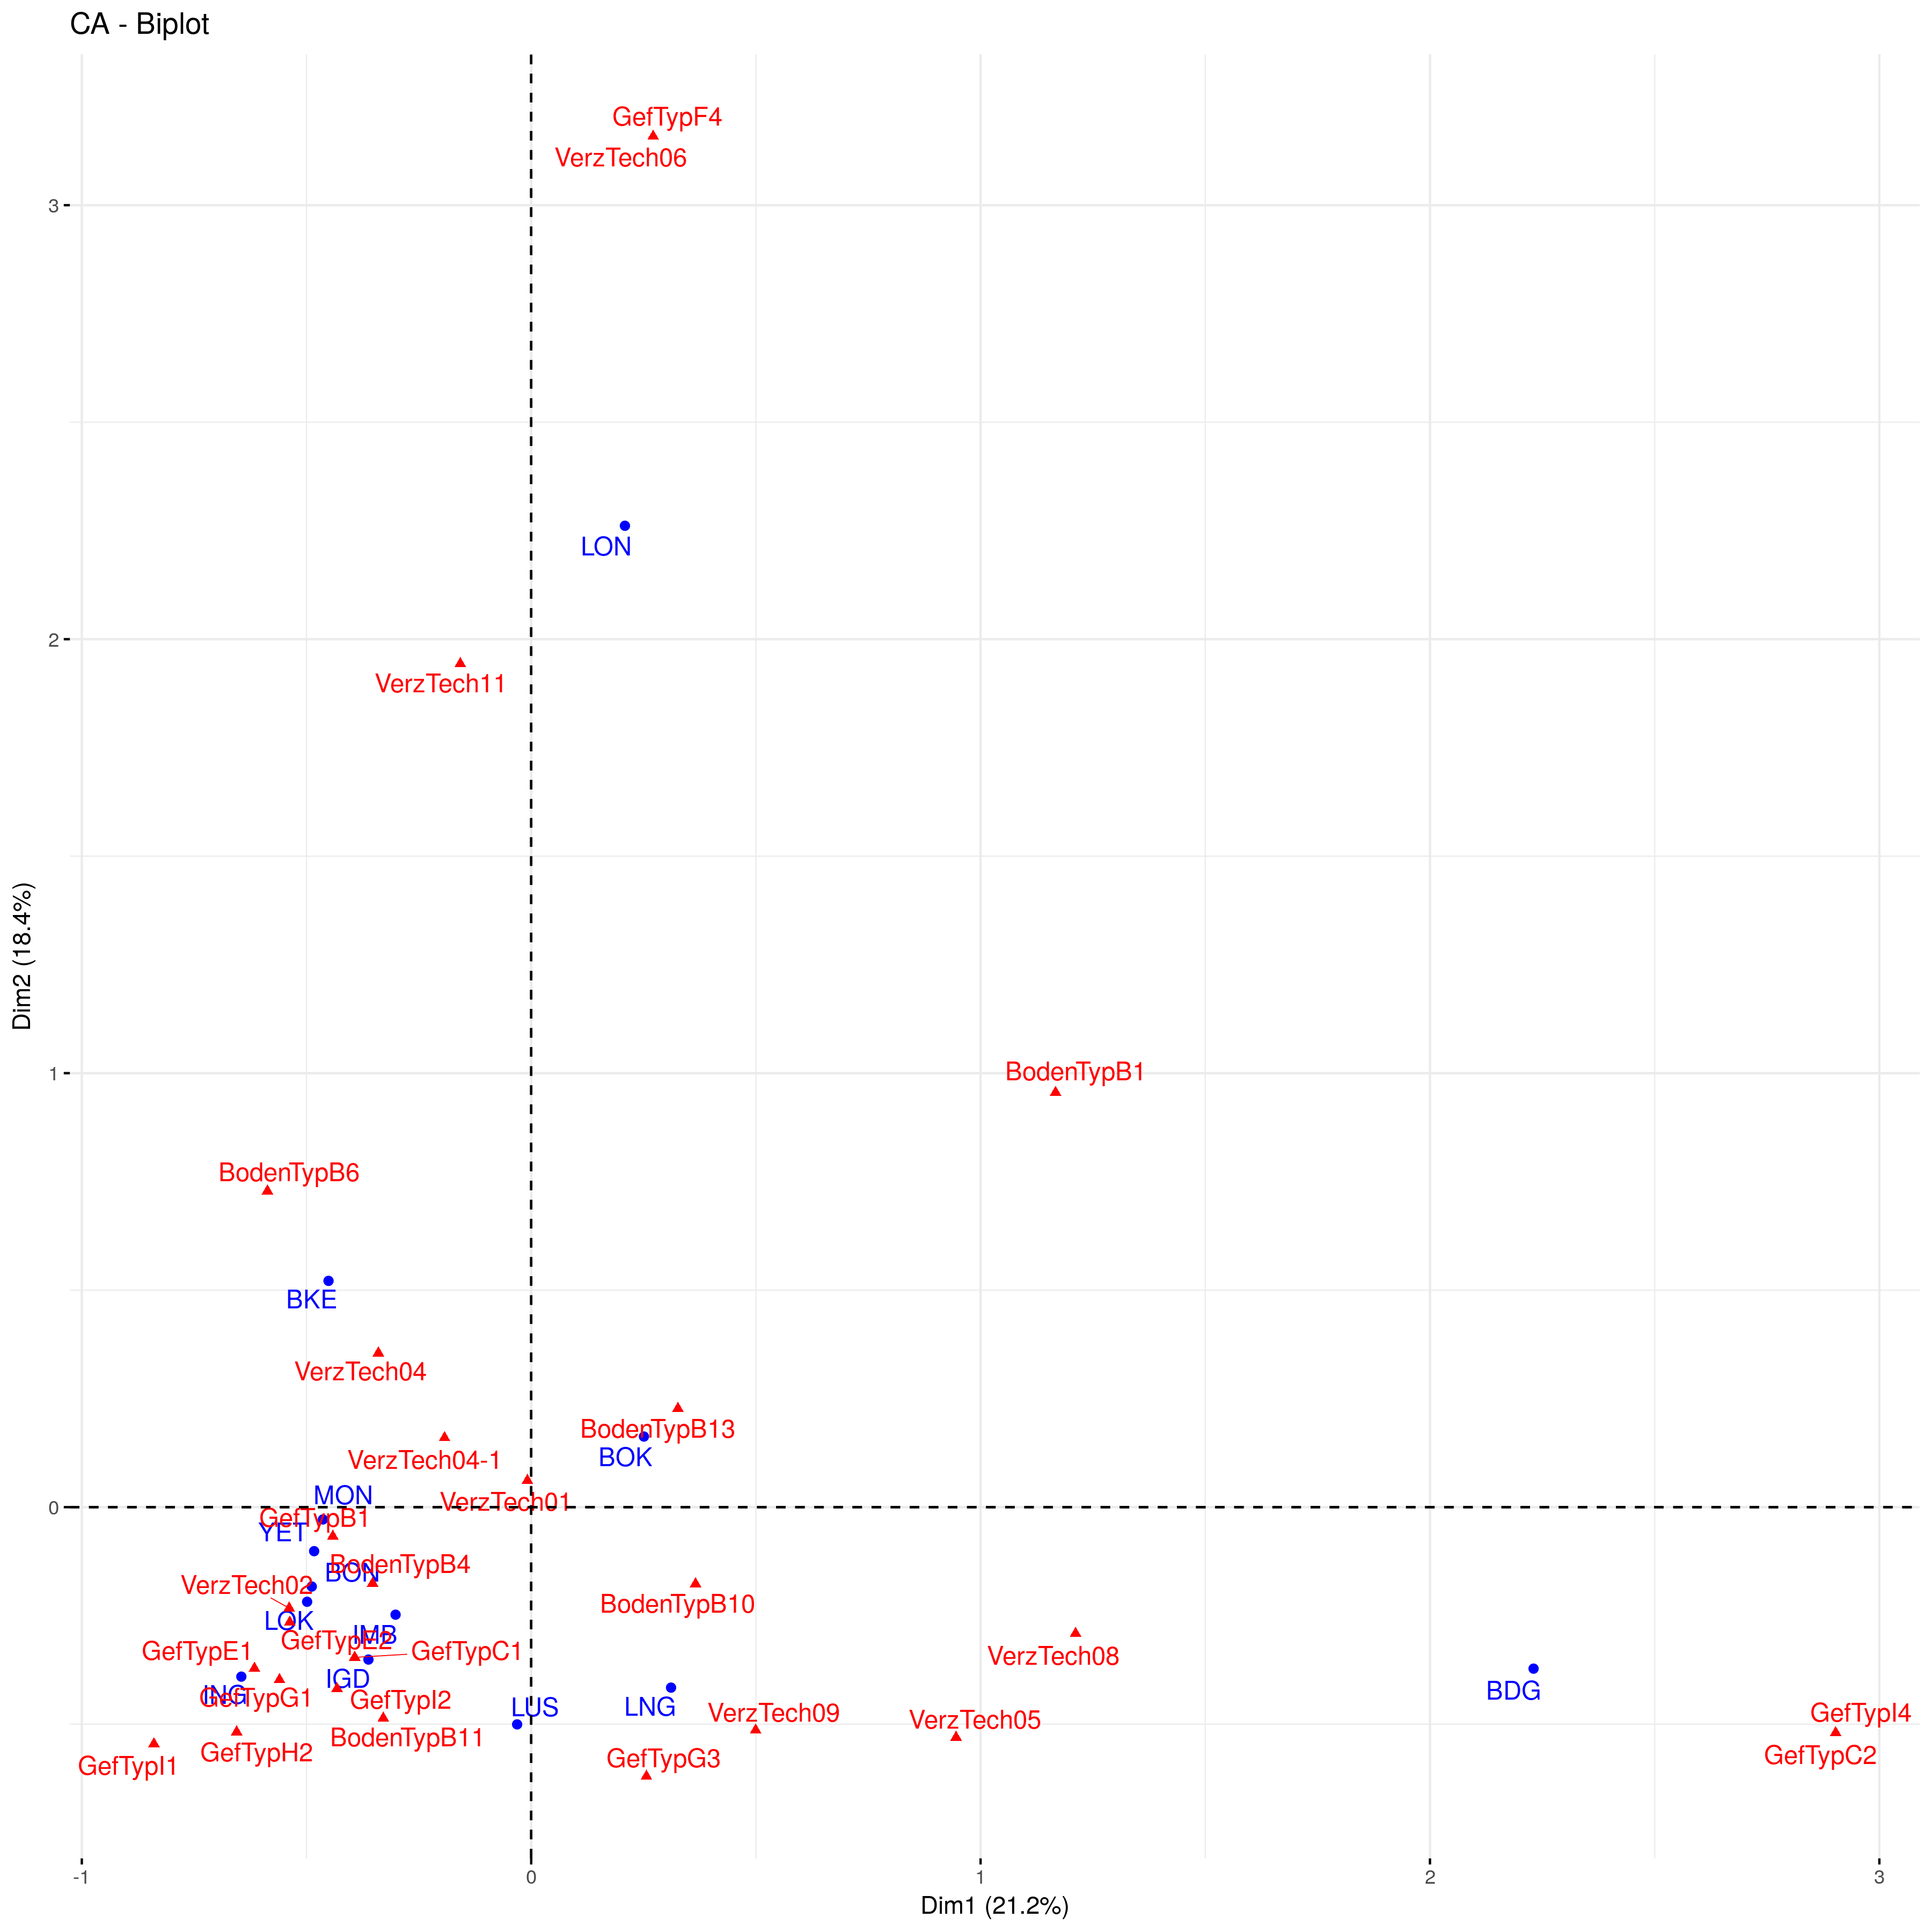 CA - Biplot
GefTypF4
VerzTech06
3
LON
2
VerzTech11
BodenTypB1
1
BodenTypB6
BKE
VerzTech04
BodenTypB13
BOK
VerzTech04-1
MON
VerzTech01
0
GefTypB1
YET
BodenTypB4
BON
VerzTech02
BodenTypB10
LOK
IMB
GefTypE2
GefTypE1
GefTypC1
VerzTech08
IGD
BDG
ING
GefTypG1
GefTypI2
LUS
LNG
VerzTech09
GefTypI4
VerzTech05
BodenTypB11
GefTypH2
GefTypG3
GefTypC2
GefTypI1
-1
0
1
2
3
Dim1 (21.2%)
Dim2 (18.4%)